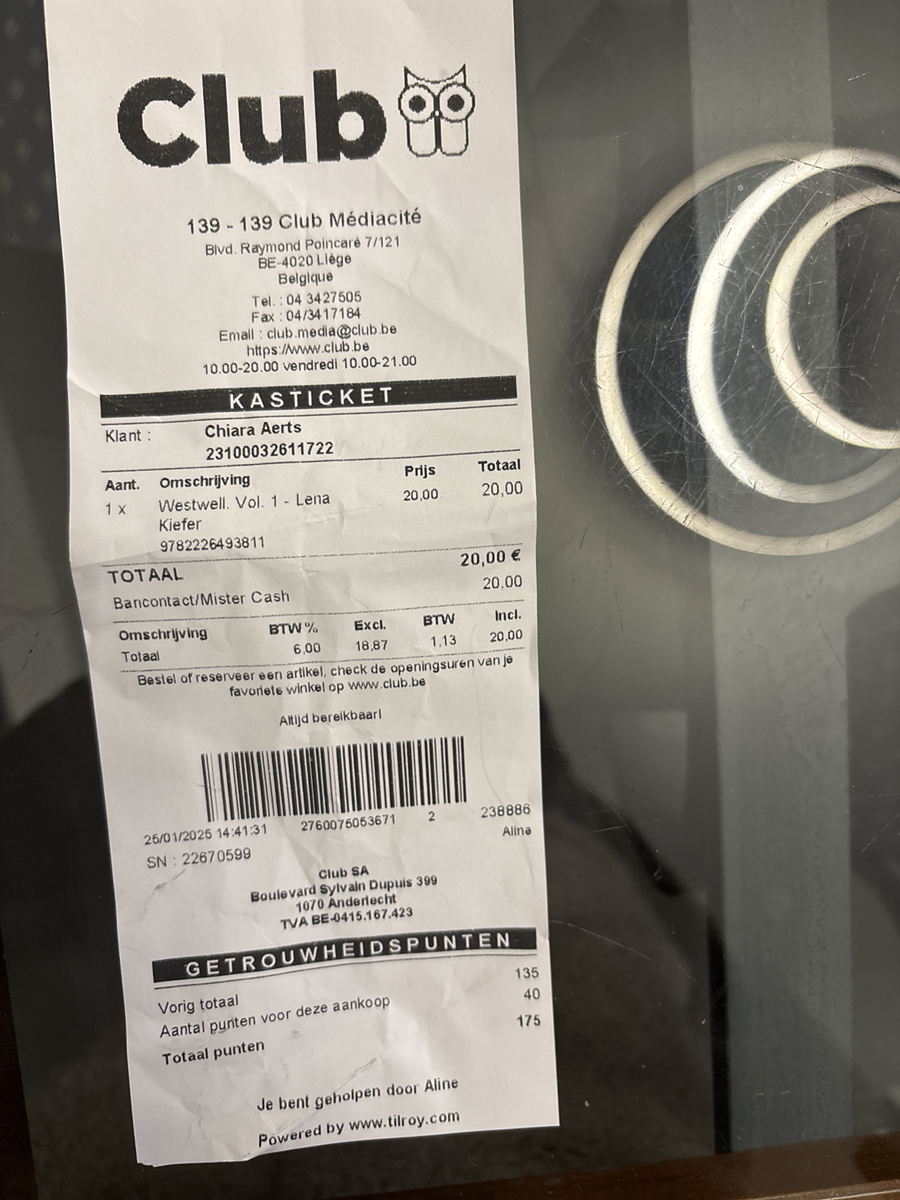 Club
139 - 139 Club Médiacité
Blvd. Raymond Poincaré 7/121
BE-4020 Liège
Belgique
Tel. : 04 3427505
Fax : 04/3417184
Email : club.media@club.be
https://www.club.be
10.00-20.00 vendredi 10.00-21.00
KASTICKET
Klant : Chiara Aerts
23100032611722
Aant. Omschrijving Prijs Totaal
1 x Westwell. Vol. 1 - Lena 20,00 20,00
Kiefer
9782226493811
TOTAAL 20,00 €
Bancontact/Mister Cash 20,00
Omschrijving BTW % Excl. BTW Incl.
Totaal 6,00 18,87 1,13 20,00
Bestel of reserveer een artikel, check de openingsuren van je
favoriete winkel op www.club.be
Altijd bereikbaar!
25/01/2025 14:41:31 2760075053671 2 238886
SN : 22670599 Aline
Club SA
Boulevard Sylvain Dupuis 399
1070 Anderlecht
TVA BE-0415.167.423
GETROUWHEIDSPUNTEN
Vorig totaal 135
Aantal punten voor deze aankoop 40
Totaal punten 175
Je bent geholpen door Aline
Powered by www.tilroy.com